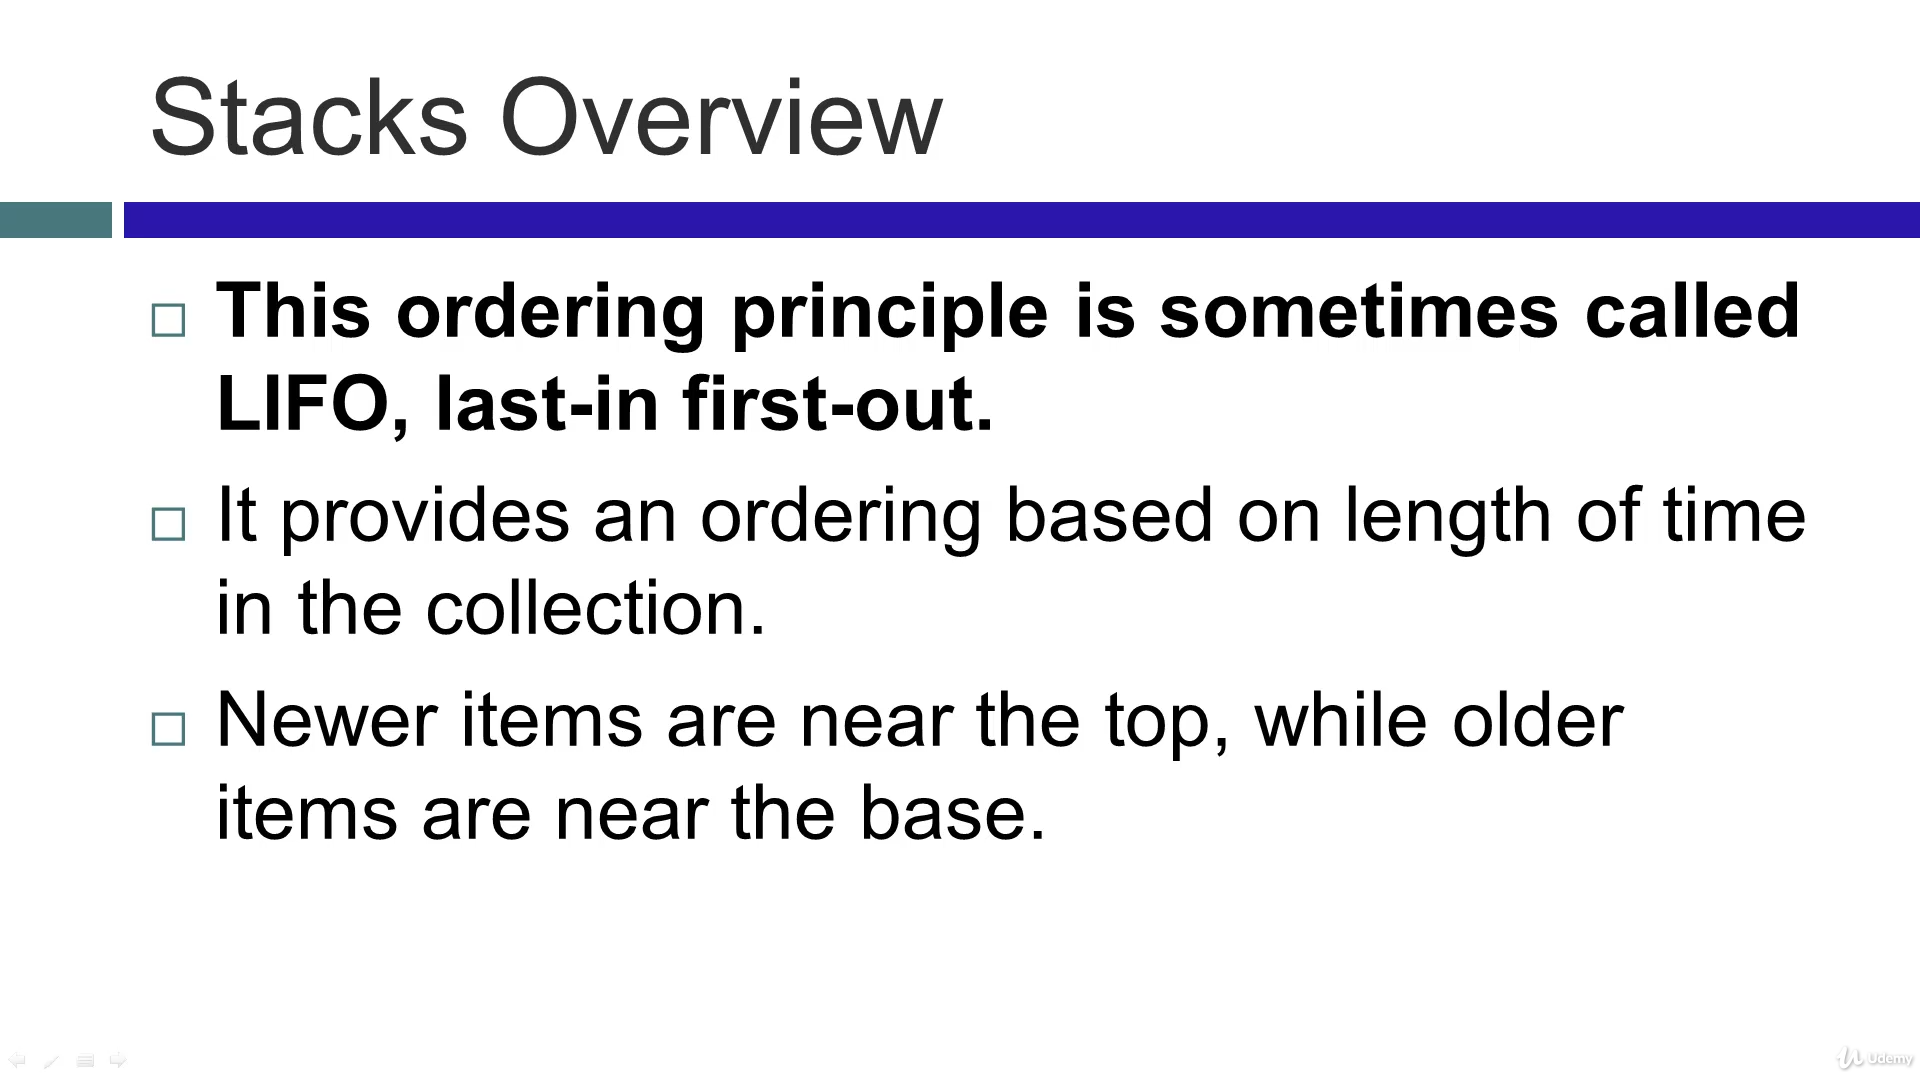 Stacks Overview
This ordering principle is sometimes called
LIFO, last-in first-out.
It provides an ordering based on length of time
in the collection.
Newer items are near the top, while older
items are near the base.
Udemy